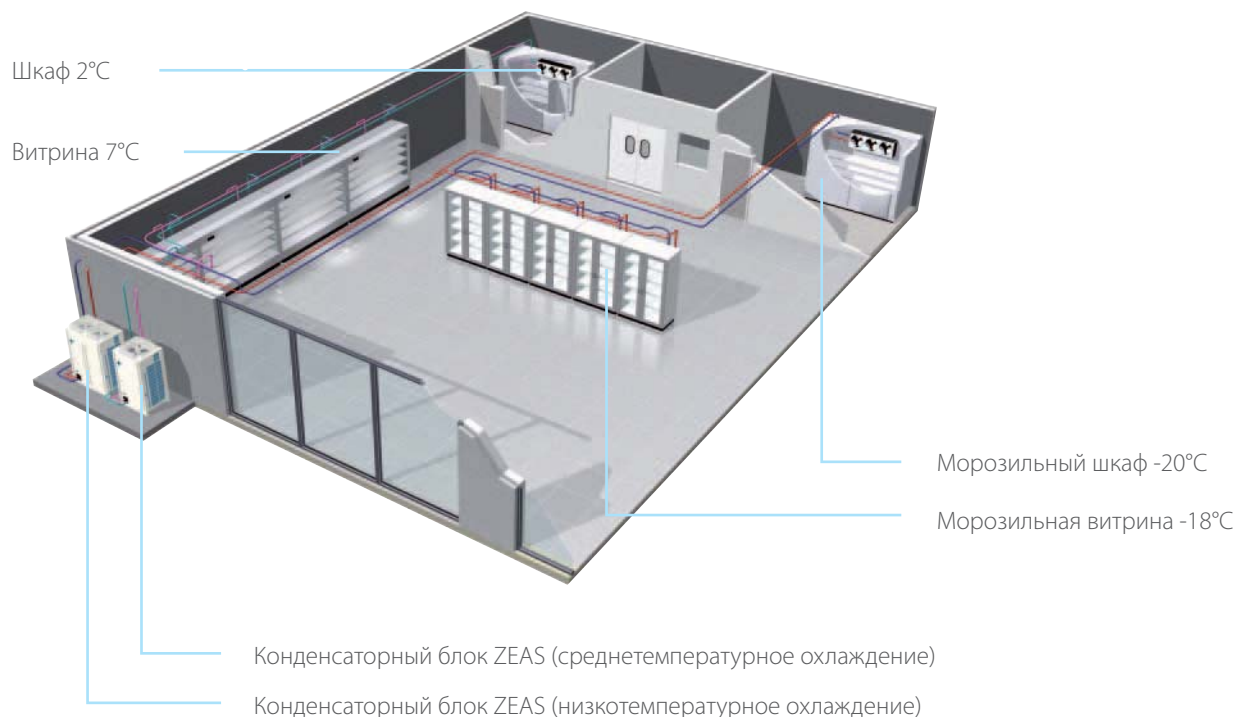 Шкаф 2°C
Витрина 7°C
Морозильный шкаф -20°C
Морозильная витрина -18°C
Конденсаторный блок ZEAS (среднетемпературное охлаждение)
Конденсаторный блок ZEAS (низкотемпературное охлаждение)